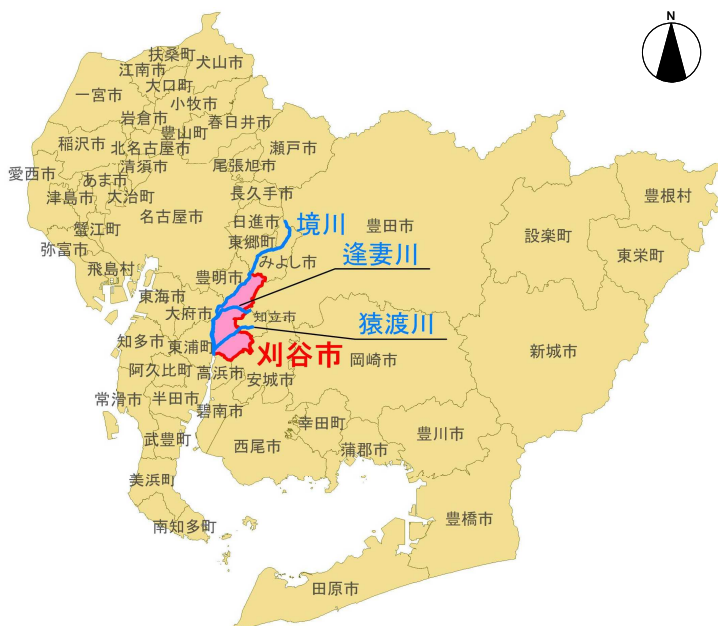 N
扶桑町
犬山市
江南市
大口町
一宮市
小牧市
岩倉市
春日井市
豊山町
稲沢市
北名古屋市
瀬戸市
清須市
尾張旭市
愛西市
あま市
津島市
大治町
長久手市
豊根村
名古屋市
日進市
境川
豊田市
設楽町
蟹江町
東郷町
東栄町
弥富市
みよし市
逢妻川
飛島村
豊明市
東海市
大府市
知立市
猿渡川
知多市
東浦町
刈谷市
岡崎市
新城市
阿久比町
高浜市
安城市
常滑市
半田市
碧南市
幸田町
豊川市
武豊町
西尾市
蒲郡市
美浜町
南知多町
豊橋市
田原市